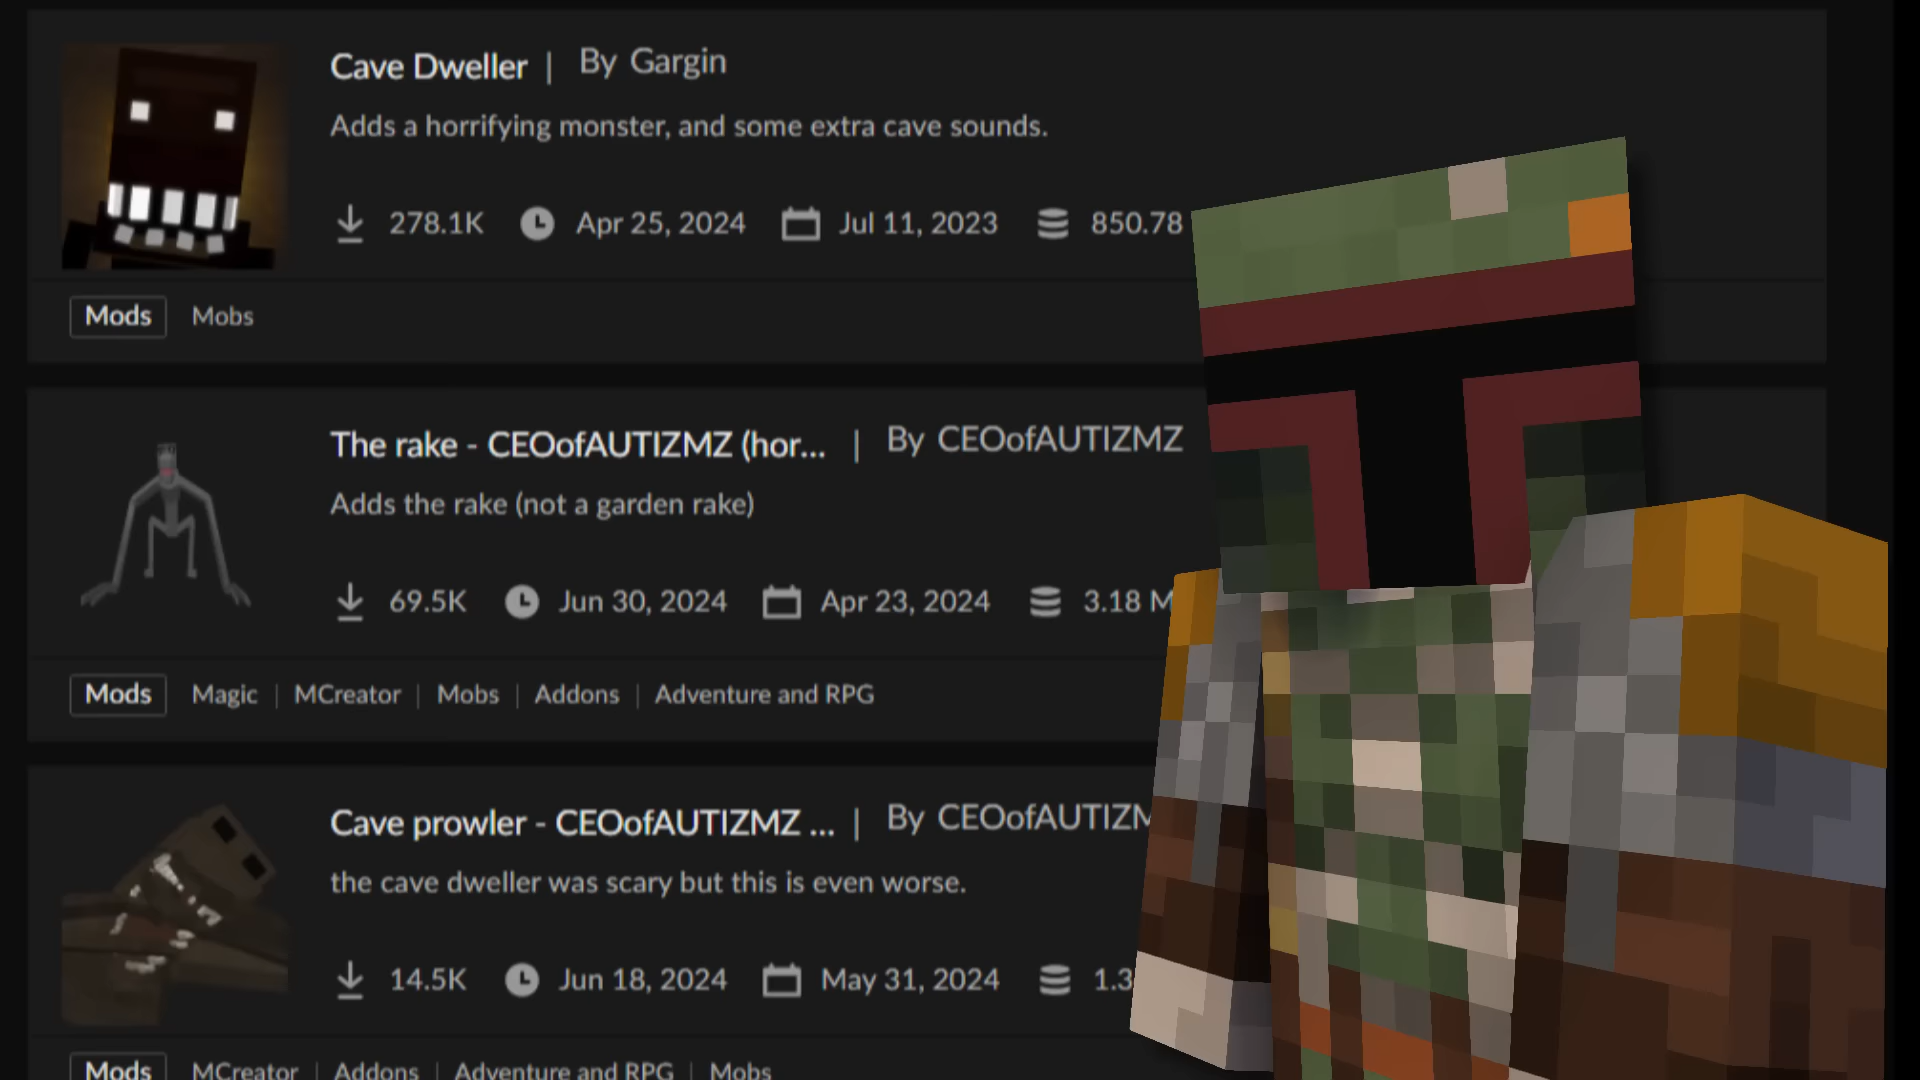 Cave Dweller | By Gargin
Adds a horrifying monster, and some extra cave sounds.
278.1K Apr 25, 2024 Jul 11, 2023 850.78
Mods Mobs
The rake - CEOofAUTIZMZ (hor... | By CEOofAUTIZMZ
Adds the rake (not a garden rake)
69.5K Jun 30, 2024 Apr 23, 2024 3.18 M
Mods Magic | MCreator | Mobs | Addons | Adventure and RPG
Cave prowler - CEOofAUTIZMZ ... | By CEOofAUTIZM
the cave dweller was scary but this is even worse.
14.5K Jun 18, 2024 May 31, 2024 1.3
Mods MCreator | Addons | Adventure and RPG | Mobs